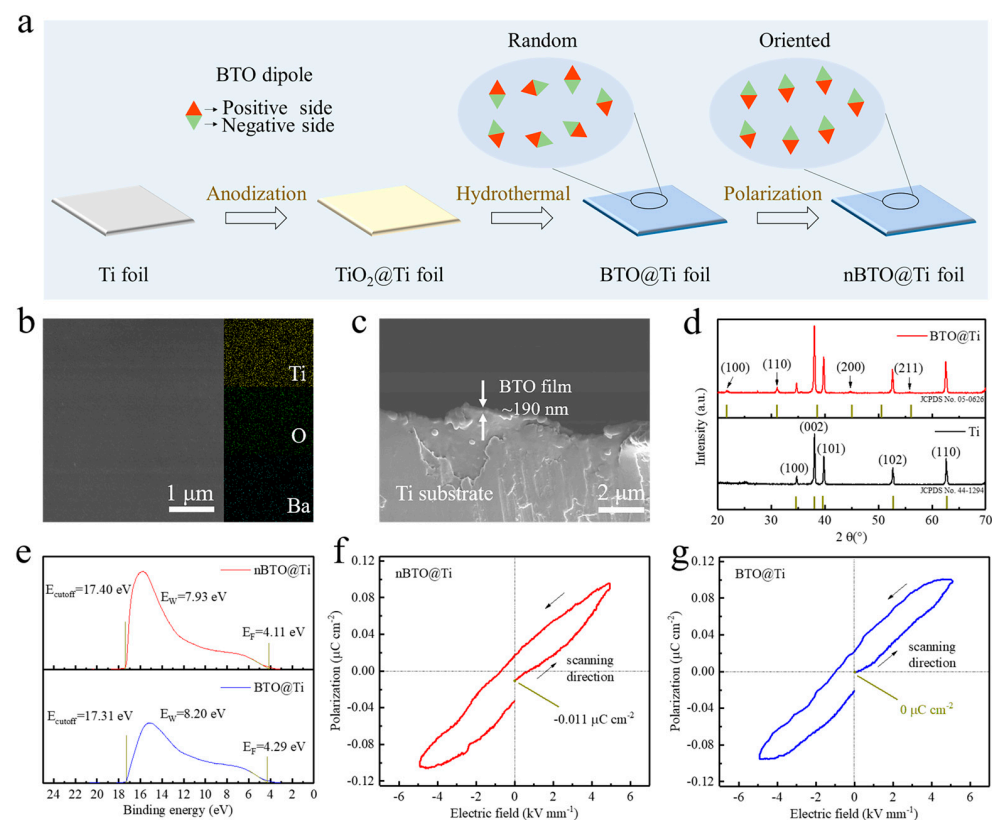 a
Random
Oriented
BTO dipole
Positive side
Negative side
Anodization
Hydrothermal
Polarization
Ti foil
TiO₂@Ti foil
BTO@Ti foil
nBTO@Ti foil
b
Ti
O
Ba
1 μm
c
BTO film
~190 nm
Ti substrate
2 μm
d
BTO@Ti
(100)
(110)
(200)
(211)
JCPDS No. 05-0626
Ti
(002)
(101)
(100)
(102)
(110)
JCPDS No. 44-1294
Intensity (a.u.)
20 30 40 50 60 70
2 θ(°)
e
nBTO@Ti
E_cutoff=17.40 eV
E_W=7.93 eV
E_F=4.11 eV
BTO@Ti
E_cutoff=17.31 eV
E_W=8.20 eV
E_F=4.29 eV
24 22 20 18 16 14 12 10 8 6 4 2 0
Binding energy (eV)
f
nBTO@Ti
0.12
0.08
0.04
0.00
-0.04
-0.08
-0.12
Polarization (μC cm⁻²)
scanning
direction
-0.011 μC cm⁻²
-6 -4 -2 0 2 4 6
Electric field (kV mm⁻¹)
g
BTO@Ti
0.12
0.08
0.04
0.00
-0.04
-0.08
-0.12
Polarization (μC cm⁻²)
scanning
direction
0 μC cm⁻²
-6 -4 -2 0 2 4 6
Electric field (kV mm⁻¹)